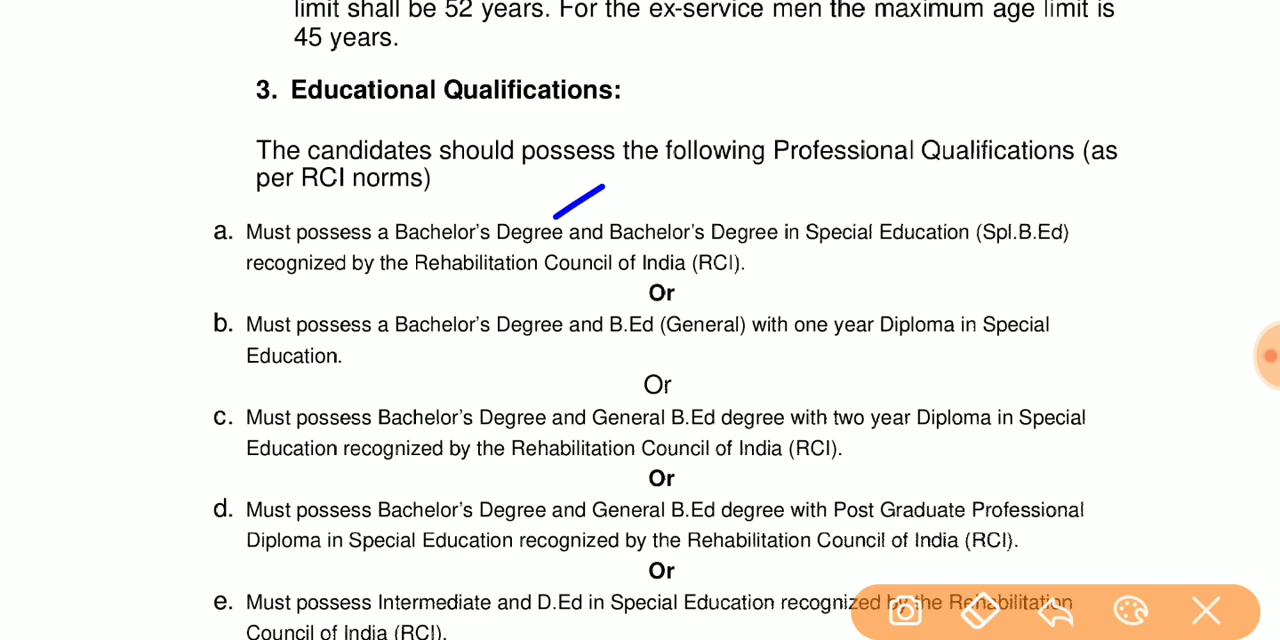 limit shall be 52 years. For the ex-service men the maximum age limit is
45 years.
3. Educational Qualifications:
The candidates should possess the following Professional Qualifications (as
per RCI norms)
a. Must possess a Bachelor's Degree and Bachelor's Degree in Special Education (Spl.B.Ed)
recognized by the Rehabilitation Council of India (RCI).
Or
b. Must possess a Bachelor's Degree and B.Ed (General) with one year Diploma in Special
Education.
Or
c. Must possess Bachelor's Degree and General B.Ed degree with two year Diploma in Special
Education recognized by the Rehabilitation Council of India (RCI).
Or
d. Must possess Bachelor's Degree and General B.Ed degree with Post Graduate Professional
Diploma in Special Education recognized by the Rehabilitation Council of India (RCI).
Or
e. Must possess Intermediate and D.Ed in Special Education recognized by the Rehabilitation
Council of India (RCI).